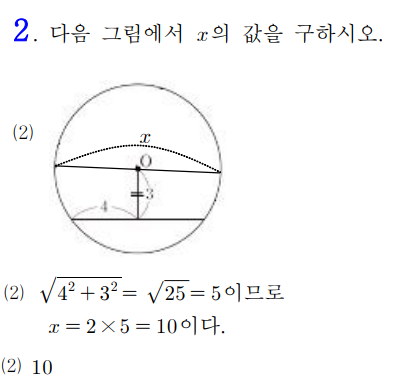 2. 다음 그림에서 x의 값을 구하시오.
(2)
x
O
3
4
(2) √(4²+3²) = √25 = 5이므로
x = 2×5 = 10이다.
(2) 10